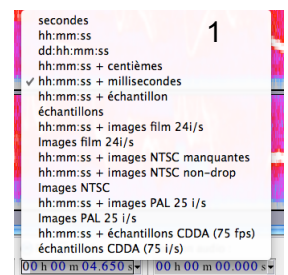 secondes
1
hh:mm:ss
dd:hh:mm:ss
hh:mm:ss + centièmes
✓ hh:mm:ss + millisecondes
hh:mm:ss + échantillon
échantillons
hh:mm:ss + images film 24i/s
Images film 24i/s
hh:mm:ss + images NTSC manquantes
hh:mm:ss + images NTSC non-drop
Images NTSC
hh:mm:ss + images PAL 25 i/s
Images PAL 25 i/s
hh:mm:ss + échantillons CDDA (75 fps)
échantillons CDDA (75 i/s)
00 h 00 m 04.650 s 00 h 00 m 00.000 s